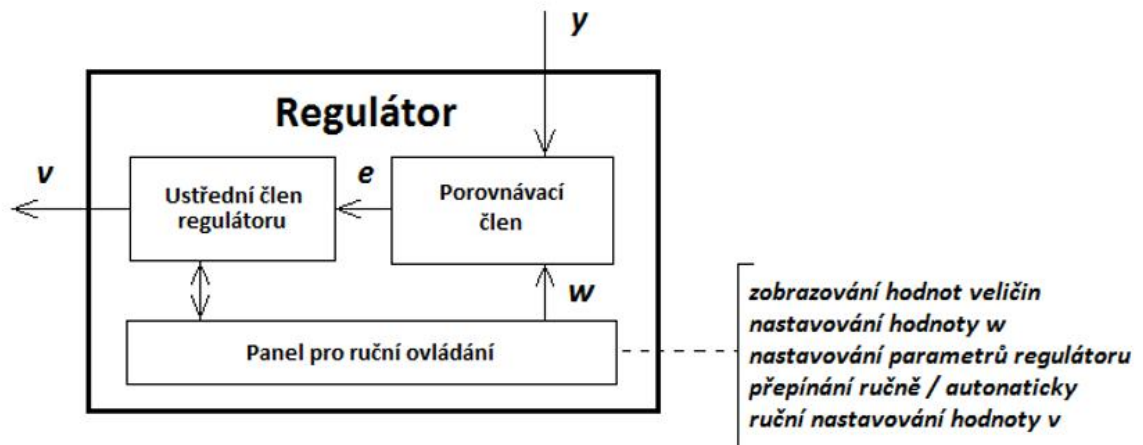 y
Regulátor
v
Ustřední člen
regulátoru
e
Porovnávací
člen
w
Panel pro ruční ovládání
zobrazování hodnot veličin
nastavování hodnoty w
nastavování parametrů regulátoru
přepínání ručně / autonaticky
ruční nastavování hodnoty v